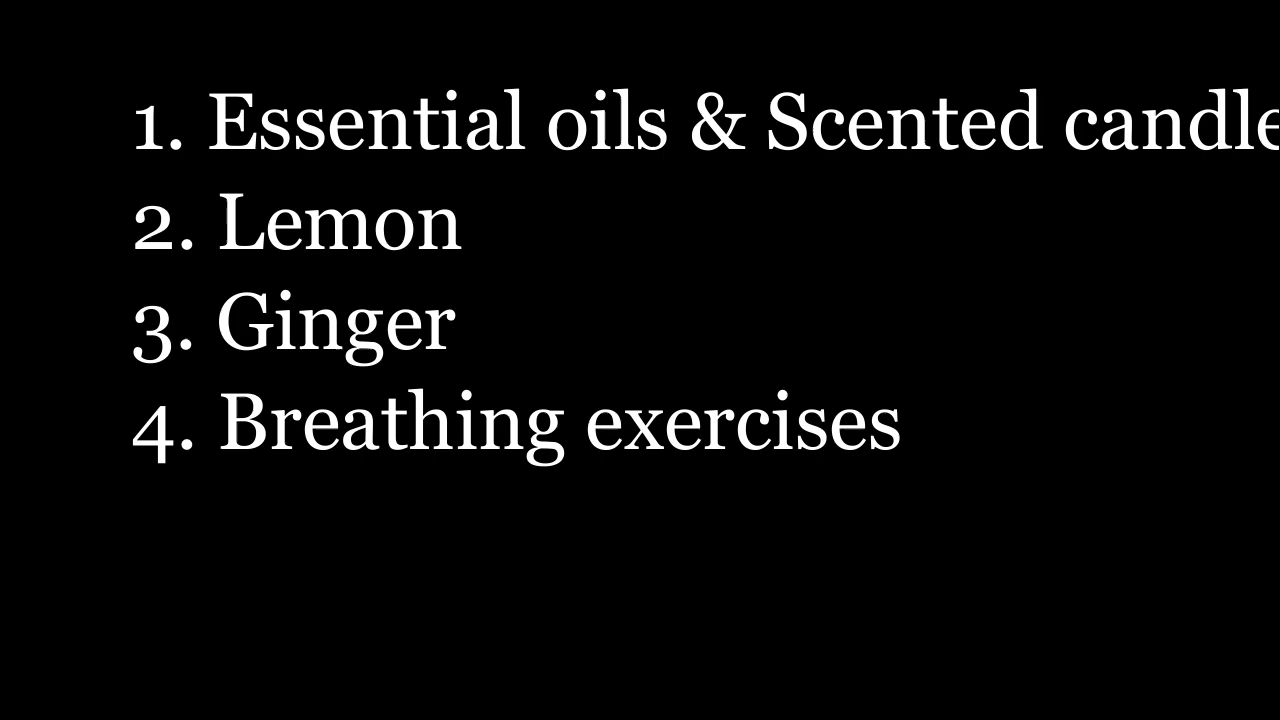 1. Essential oils & Scented candle
2. Lemon
3. Ginger
4. Breathing exercises